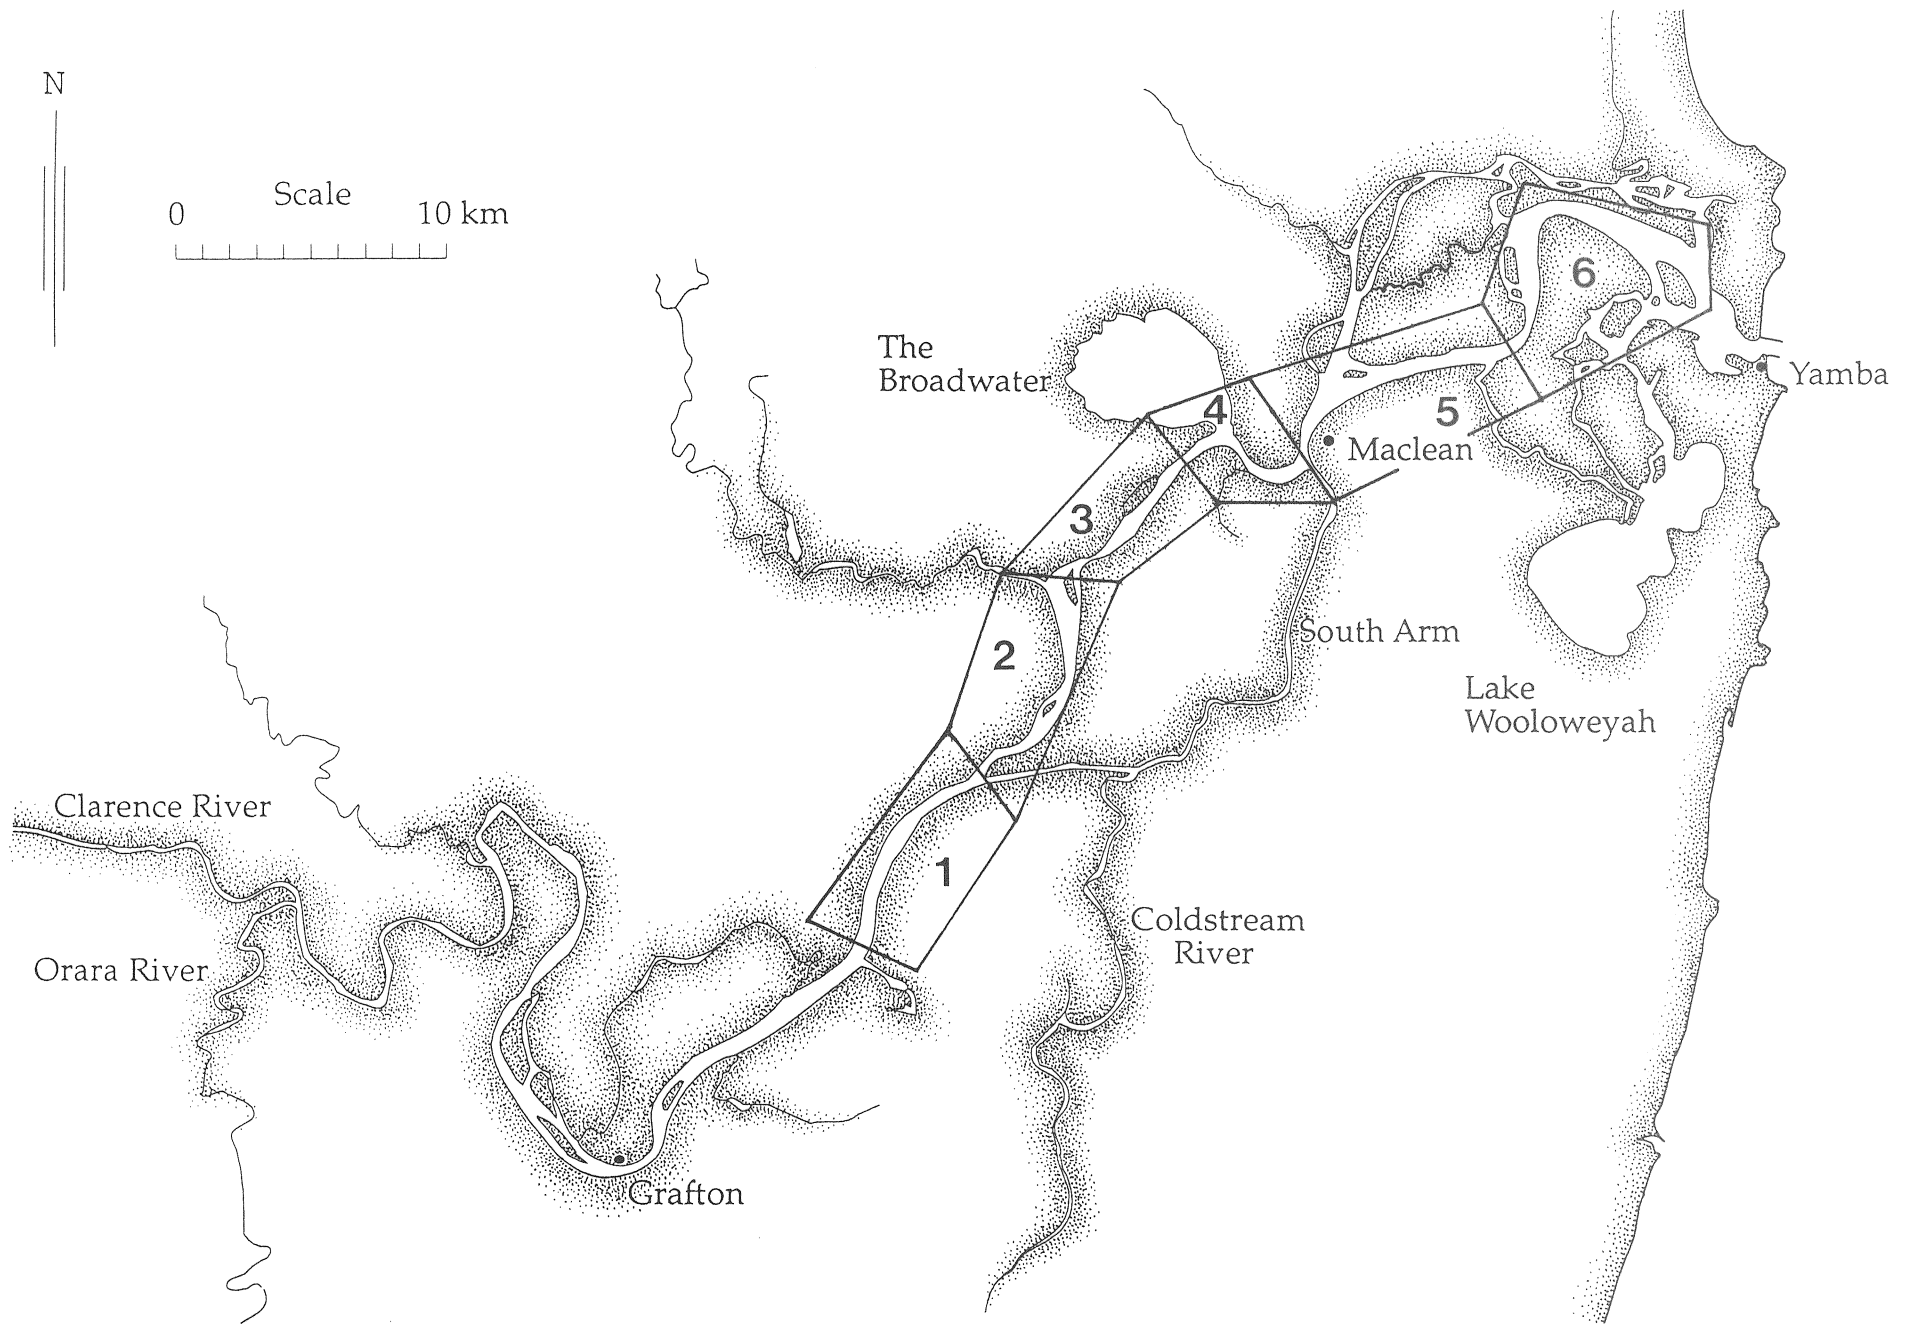 N
Scale
0 10 km
The
Broadwater
6
4
5
Yamba
Maclean
3
South Arm
2
Lake
Wooloweyah
Clarence River
1
Coldstream
River
Orara River
Grafton